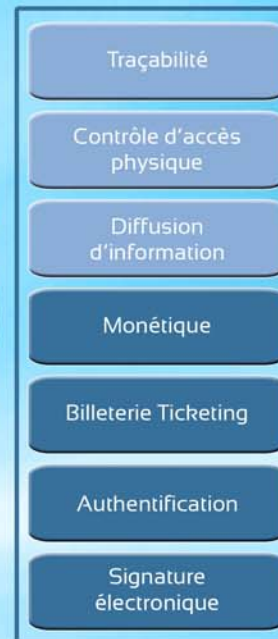 Traçabilité
Contrôle d’accès
physique
Diffusion
d’information
Monétique
Billeterie Ticketing
Authentification
Signature
électronique